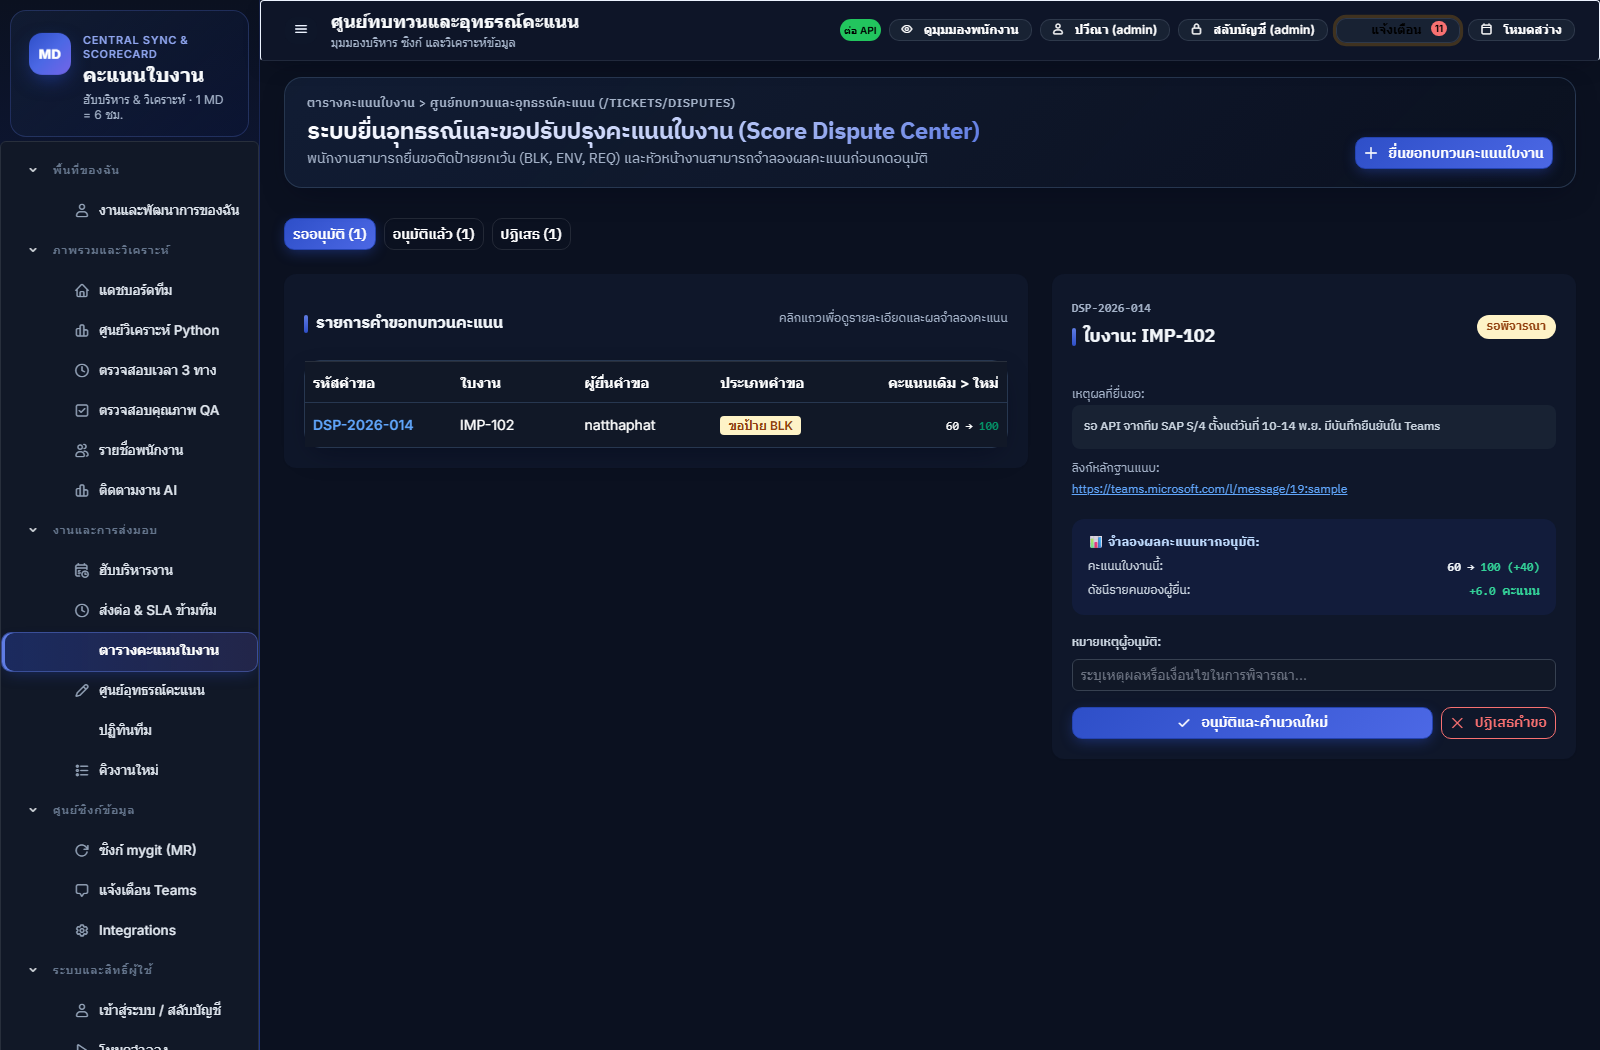 MD
CENTRAL SYNC &
SCORECARD
คะแนนใบงาน
ฮับบริหาร & วิเคราะห์ · 1 MD
= 6 ชม.
พื้นที่ของฉัน
งานและพัฒนาการของฉัน
ภาพรวมและวิเคราะห์
แดชบอร์ดทีม
ศูนย์วิเคราะห์ Python
ตรวจสอบเวลา 3 ทาง
ตรวจสอบคุณภาพ QA
รายชื่อพนักงาน
ติดตามงาน AI
งานและการส่งมอบ
ฮับบริหารงาน
ส่งต่อ & SLA ข้ามทีม
ตารางคะแนนใบงาน
ศูนย์อุทธรณ์คะแนน
ปฏิทินทีม
คิวงานใหม่
ศูนย์ซิงก์ข้อมูล
ซิงก์ mygit (MR)
แจ้งเตือน Teams
Integrations
ระบบและสิทธิ์ผู้ใช้
เข้าสู่ระบบ / สลับบัญชี
โหมดสำรอง
ศูนย์ทบทวนและอุทธรณ์คะแนน
มุมมองบริหาร ซิงก์ และวิเคราะห์ข้อมูล
ต่อ API
ดูมุมมองพนักงาน
ปวีณา (admin)
สลับบัญชี (admin)
แจ้งเตือน 11
โหมดสว่าง
ตารางคะแนนใบงาน > ศูนย์ทบทวนและอุทธรณ์คะแนน (/TICKETS/DISPUTES)
ระบบยื่นอุทธรณ์และขอปรับปรุงคะแนนใบงาน (Score Dispute Center)
พนักงานสามารถยื่นขอติดป้ายยกเว้น (BLK, ENV, REQ) และหัวหน้างานสามารถจำลองผลคะแนนก่อนกดอนุมัติ
ยื่นขอทบทวนคะแนนใบงาน
รออนุมัติ (1)
อนุมัติแล้ว (1)
ปฏิเสธ (1)
รายการคำขอทบทวนคะแนน
คลิกแถวเพื่อดูรายละเอียดและผลจำลองคะแนน
รหัสคำขอ ใบงาน ผู้ยื่นคำขอ ประเภทคำขอ คะแนนเดิม > ใหม่
DSP-2026-014 IMP-102 natthaphat ขอป้าย BLK 60 → 100
DSP-2026-014
ใบงาน: IMP-102
รอพิจารณา
เหตุผลที่ยื่นขอ:
รอ API จากทีม SAP S/4 ตั้งแต่วันที่ 10-14 พ.ย. มีบันทึกยืนยันใน Teams
ลิงก์หลักฐานแนบ:
https://teams.microsoft.com/l/message/19:sample
📊 จำลองผลคะแนนหากอนุมัติ:
คะแนนใบงานนี้: 60 → 100 (+40)
ดัชนีรายคนของผู้ยื่น: +6.0 คะแนน
หมายเหตุผู้อนุมัติ:
ระบุเหตุผลหรือเงื่อนไขในการพิจารณา...
อนุมัติและคำนวณใหม่
ปฏิเสธคำขอ